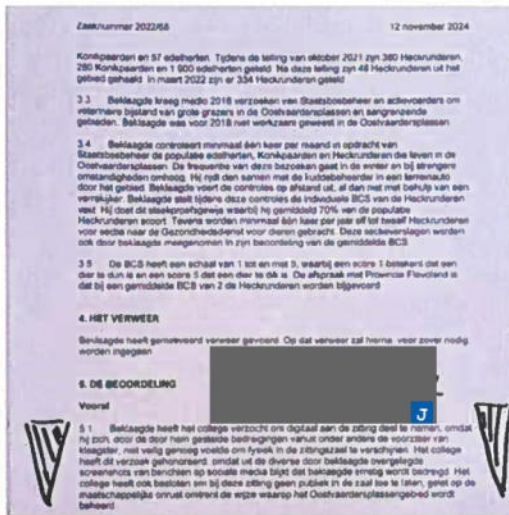 Zaaknummer 2022/68 12 november 2024
Konikpaarden en 57 edelherten. Tijdens de telling van oktober 2021 zijn 380 Heckrunderen,
280 Konikpaarden en 1 900 edelherten geteld. Na deze telling zijn 46 Heckrunderen uit het
gebied gehaald. In maart 2022 zijn er 334 Heckrunderen geteld.
3.3 Beklaagde kreeg medio 2018 verzoeken van Staatsbosbeheer en actievoerders om
veterinaire bijstand van grote grazers in de Oostvaardersplassen en aangrenzende
gebieden. Beklaagde was voor 2018 niet werkzaam geweest in de Oostvaardersplassen.
3.4 Beklaagde controleert minimaal één keer per maand in opdracht van
Staatsbosbeheer de populatie edelherten, Konikpaarden en Heckrunderen die leven in de
Oostvaardersplassen. De frequentie van deze bezoeken gaat in de winter en bij strengere
omstandigheden omhoog. Hij rijdt dan samen met de kuddebeheerder in een terreinauto
door het gebied. Beklaagde voert de controles op afstand uit, al dan niet met behulp van een
verrekijker. Beklaagde stelt tijdens deze controles de individuele BCS van de Heckrunderen
vast. Hij doet dit steekproefsgewijs waarbij hij gemiddeld 70% van de populatie
Heckrunderen scoort. Tevens worden minimaal één keer per jaar elf tot twaalf Heckrunderen
voor sectie naar de Gezondheidsdienst voor dieren gebracht. Deze sectieverslagen worden
ook door beklaagde meegenomen in zijn beoordeling van de gemiddelde BCS.
3.5 De BCS heeft een schaal van 1 tot en met 5, waarbij een score 1 betekent dat een
dier te dun is en een score 5 dat een dier te dik is. De afspraak met Provincie Flevoland is
dat bij een gemiddelde BCS van 2 de Heckrunderen worden bijgevoerd.
4. HET VERWEER
Beklaagde heeft gemotiveerd verweer gevoerd. Op dat verweer zal hierna, voor zover nodig
worden ingegaan.
5. DE BEOORDELING
J
Vooraf
5.1 Beklaagde heeft het college verzocht om digitaal aan de zitting deel te nemen, omdat
hij zich, door de door hem gestelde bedreigingen vanuit onder andere de voorzitter van
klaagster, niet veilig genoeg voelde om fysiek in de zittingszaal te verschijnen. Het college
heeft dit verzoek gehonoreerd, omdat uit de diverse door beklaagde overgelegde
screenshots van berichten op sociale media blijkt dat beklaagde ernstig wordt bedreigd. Het
college heeft ook besloten om bij deze zitting geen publiek in de zaal toe te laten, gelet op de
maatschappelijke onrust omtrent de wijze waarop het Oostvaardersplassengebied wordt
beheerd.